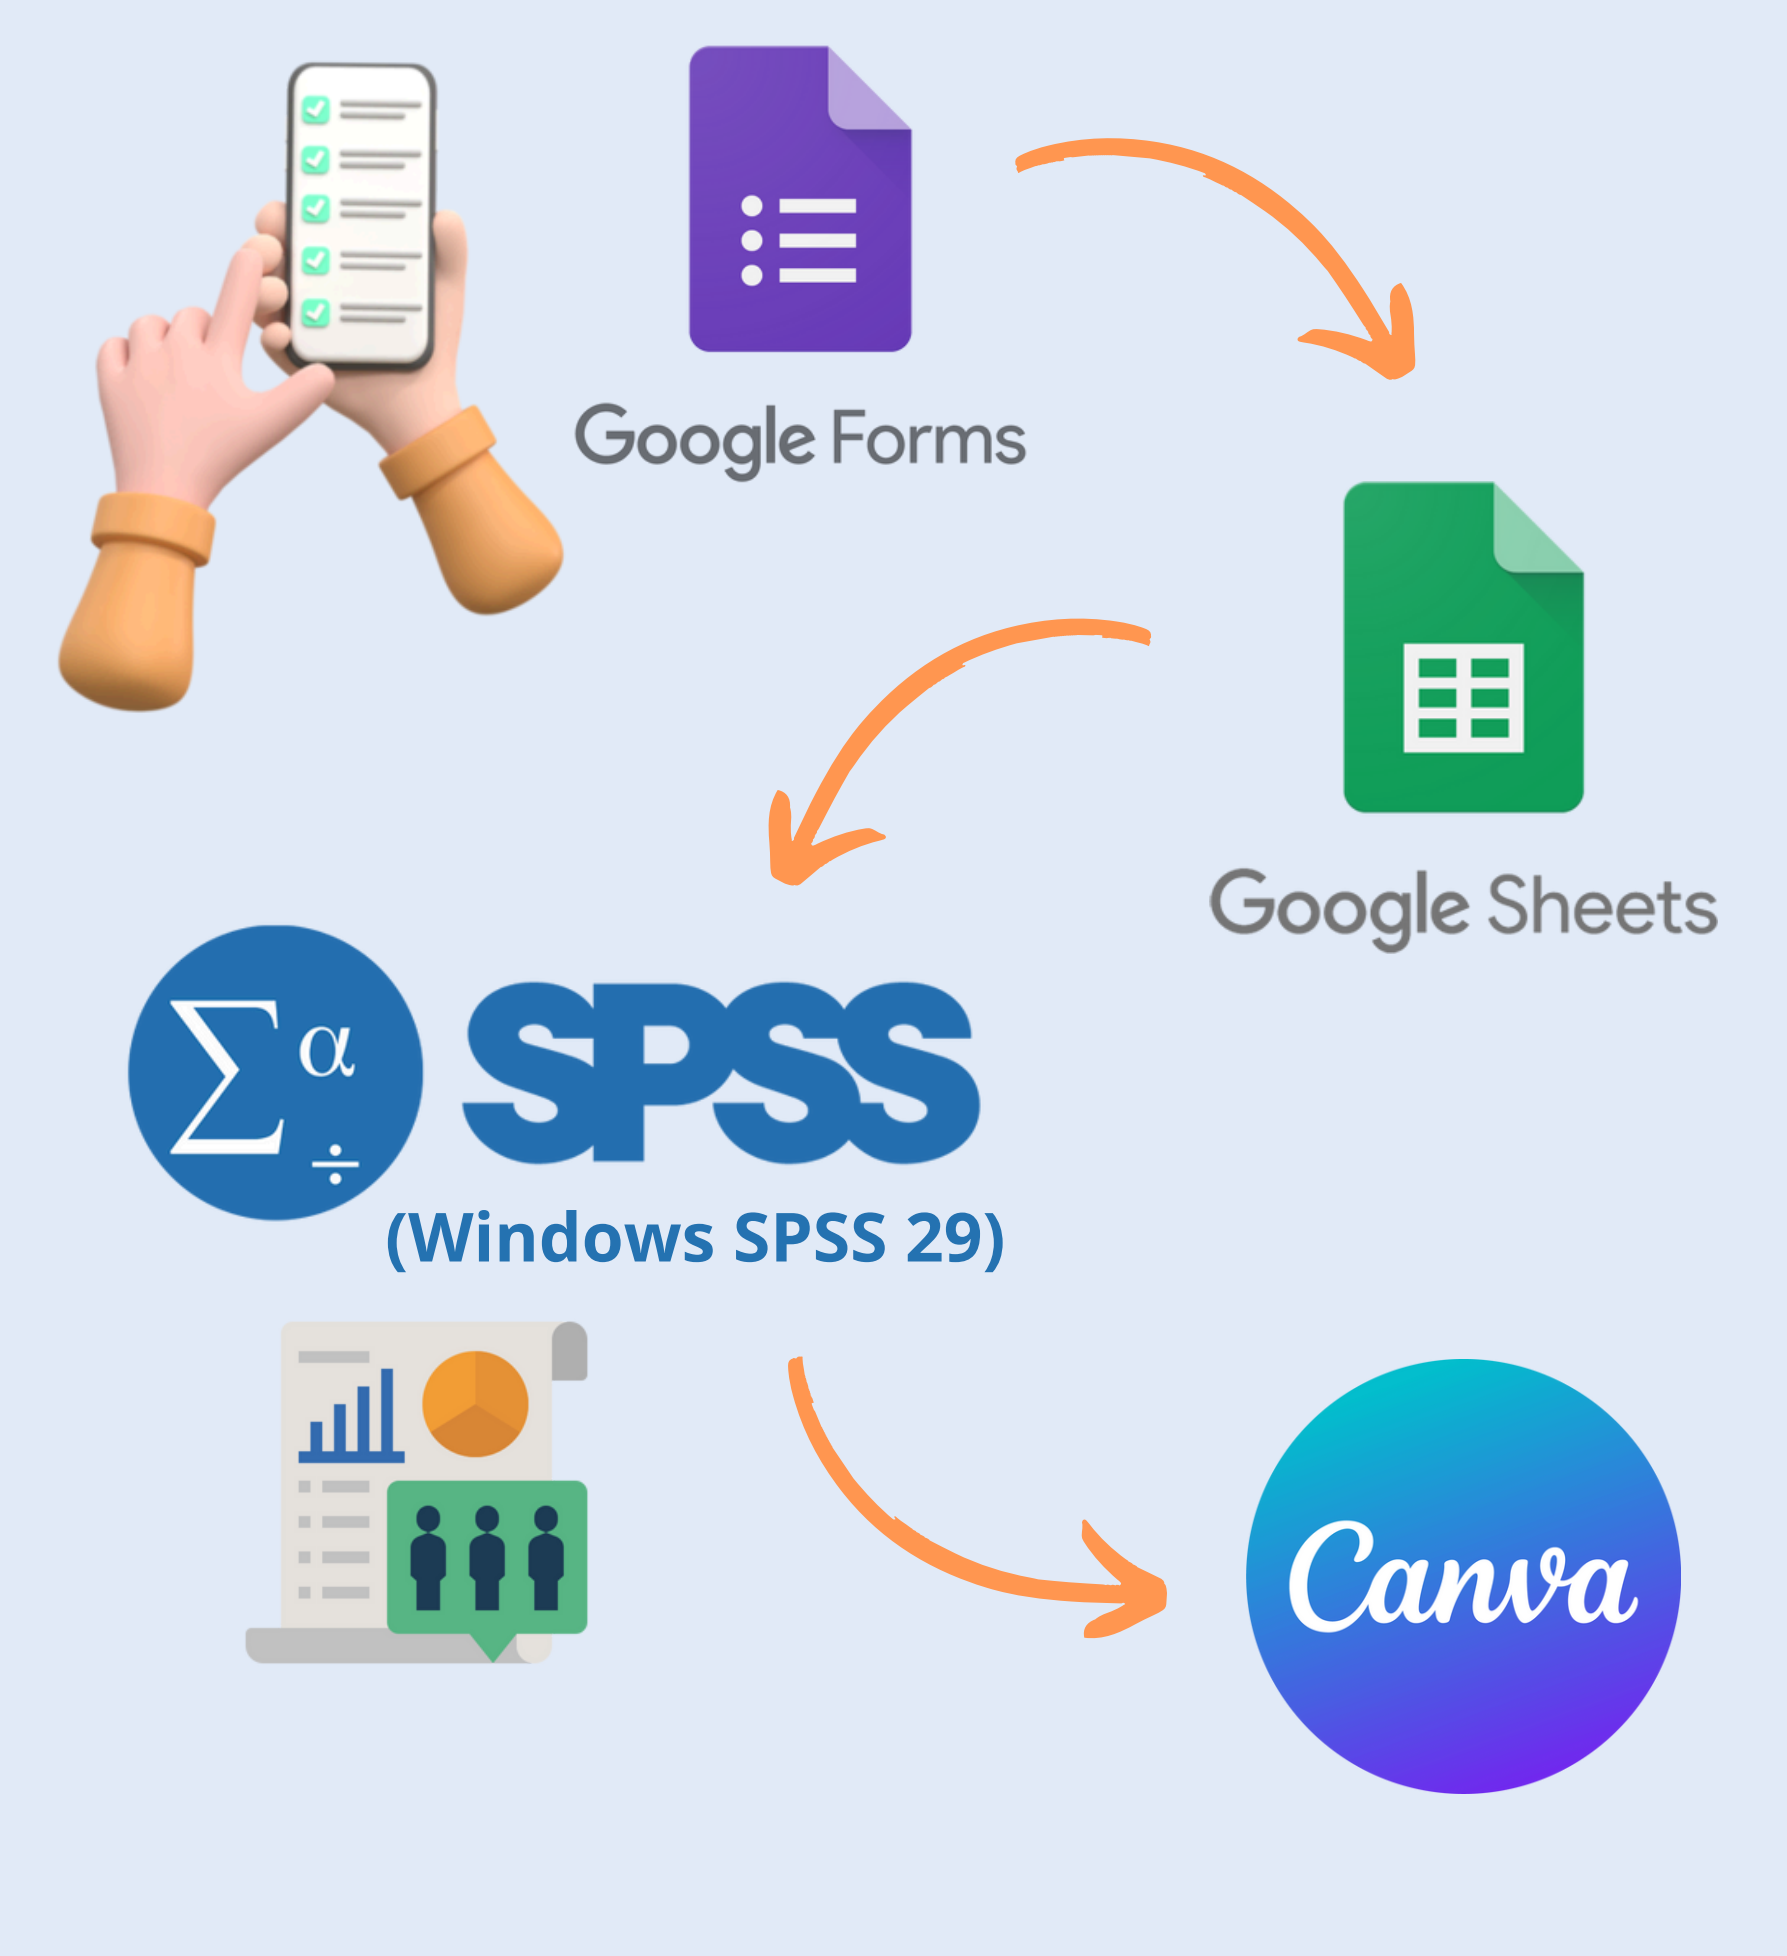 Google Forms
Google Sheets
Σ α
÷
SPSS
(Windows SPSS 29)
Canva